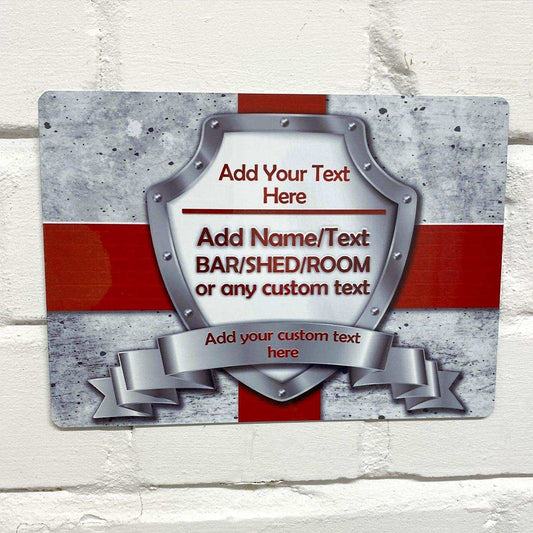 Add Your Text
Here
Add Name/Text
BAR/SHED/ROOM
or any custom text
Add your custom text
here